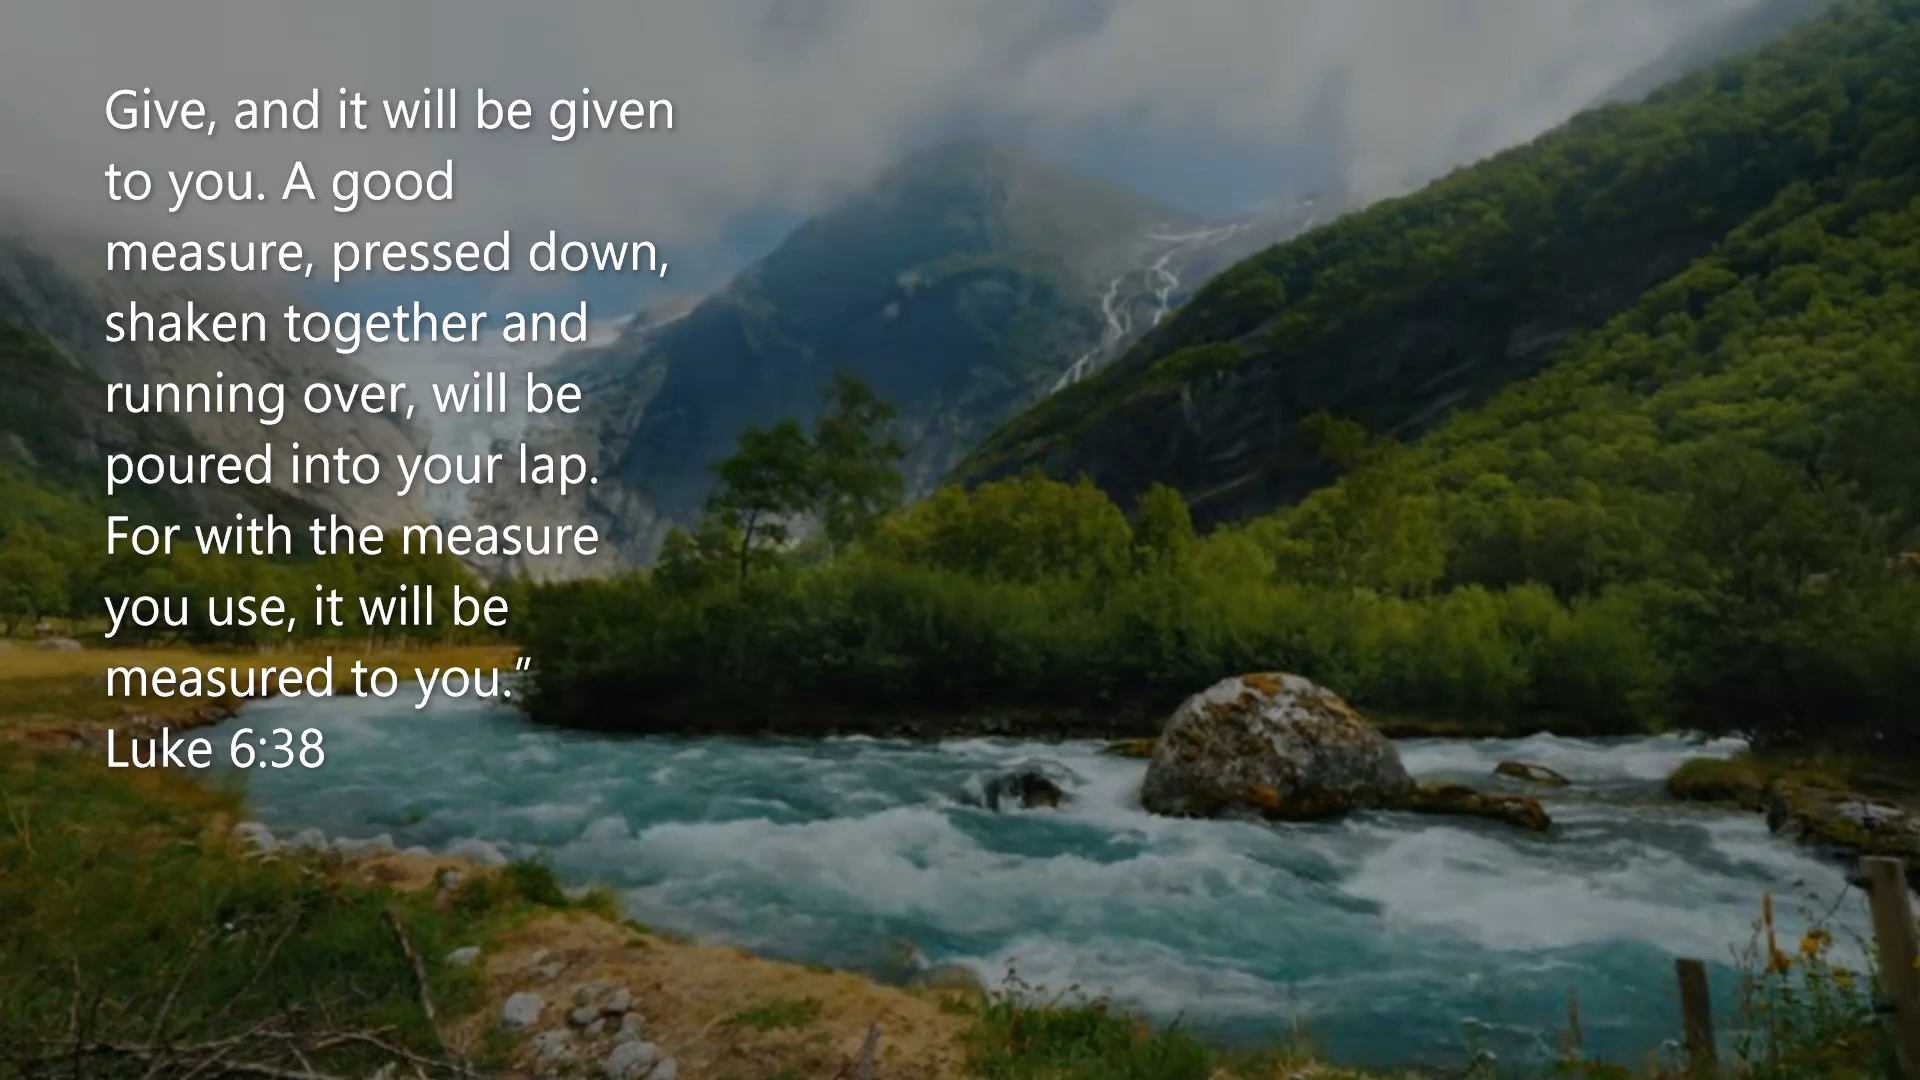 Give, and it will be given
to you. A good
measure, pressed down,
shaken together and
running over, will be
poured into your lap.
For with the measure
you use, it will be
measured to you.”
Luke 6:38